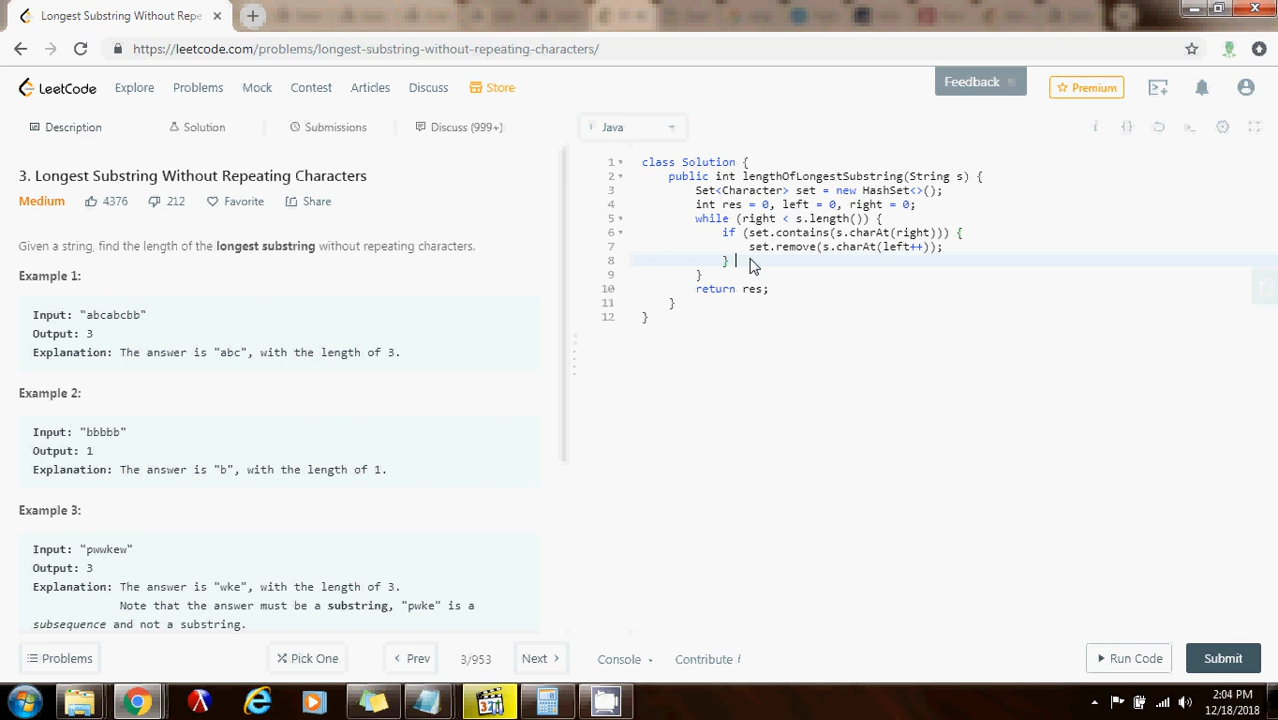 Longest Substring Without Repe
https://leetcode.com/problems/longest-substring-without-repeating-characters/
LeetCode Explore Problems Mock Contest Articles Discuss Store Feedback Premium
Description Solution Submissions Discuss (999+) i Java
3. Longest Substring Without Repeating Characters
Medium 4376 212 Favorite Share
Given a string, find the length of the longest substring without repeating characters.
Example 1:
Input: "abcabcbb"
Output: 3
Explanation: The answer is "abc", with the length of 3.
Example 2:
Input: "bbbbb"
Output: 1
Explanation: The answer is "b", with the length of 1.
Example 3:
Input: "pwwkew"
Output: 3
Explanation: The answer is "wke", with the length of 3.
Note that the answer must be a substring, "pwke" is a
subsequence and not a substring.
1 class Solution {
2 public int lengthOfLongestSubstring(String s) {
3 Set<Character> set = new HashSet<>();
4 int res = 0, left = 0, right = 0;
5 while (right < s.length()) {
6 if (set.contains(s.charAt(right))) {
7 set.remove(s.charAt(left++));
8 }
9 }
10 return res;
11 }
12 }
Problems Pick One Prev 3/953 Next Console Contribute i Run Code Submit
321
2:04 PM
12/18/2018